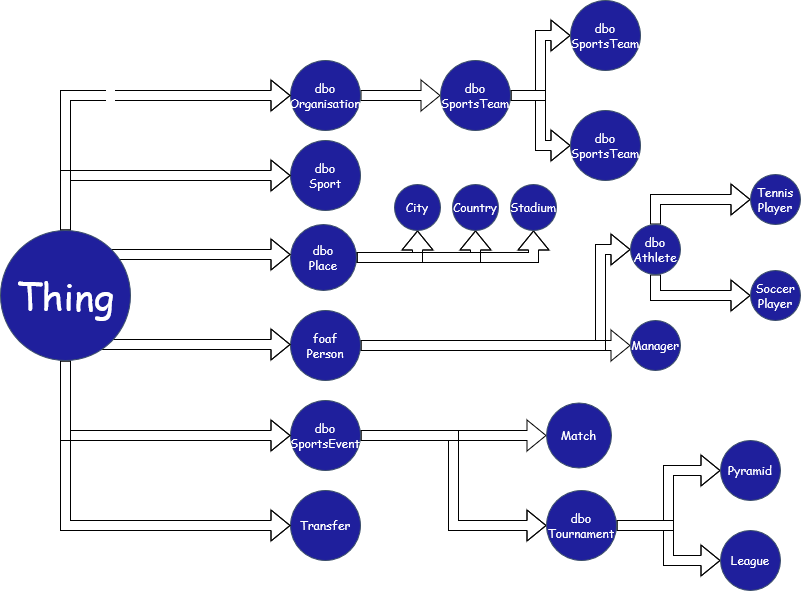 dbo
SportsTeam
dbo
Organisation
dbo
SportsTeam
dbo
SportsTeam
dbo
Sport
City
Country
Stadium
Tennis
Player
dbo
Place
dbo
Athlete
Thing
Soccer
Player
foaf
Person
Manager
dbo
SportsEvent
Match
Pyramid
Transfer
dbo
Tournament
League